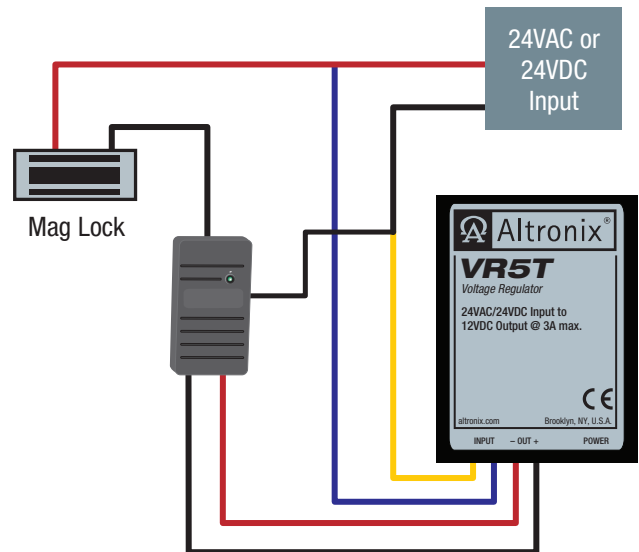 24VAC or
24VDC
Input
Mag Lock
Altronix®
VR5T
Voltage Regulator
24VAC/24VDC Input to
12VDC Output @ 3A max.
CE
altronix.com Brooklyn, NY, U.S.A.
INPUT – OUT + POWER